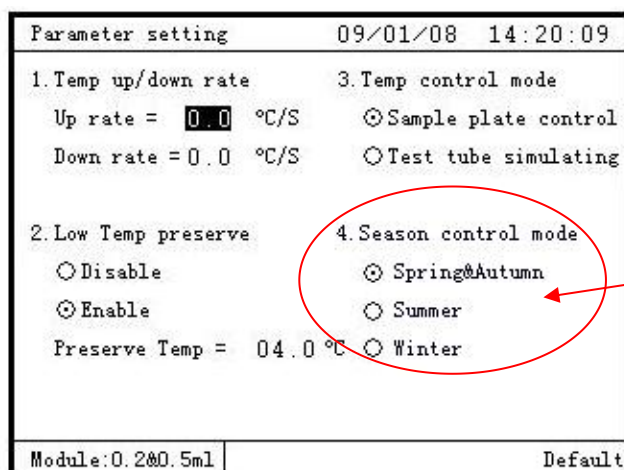 Parameter setting 09/01/08 14:20:09
1.Temp up/down rate
Up rate = 0.0 °C/S
Down rate = 0.0 °C/S
3.Temp control mode
Sample plate control
Test tube simulating
2.Low Temp preserve
Disable
Enable
Preserve Temp = 04.0 °C
4.Season control mode
Spring&Autumn
Summer
Winter
Module:0.2&0.5ml Default